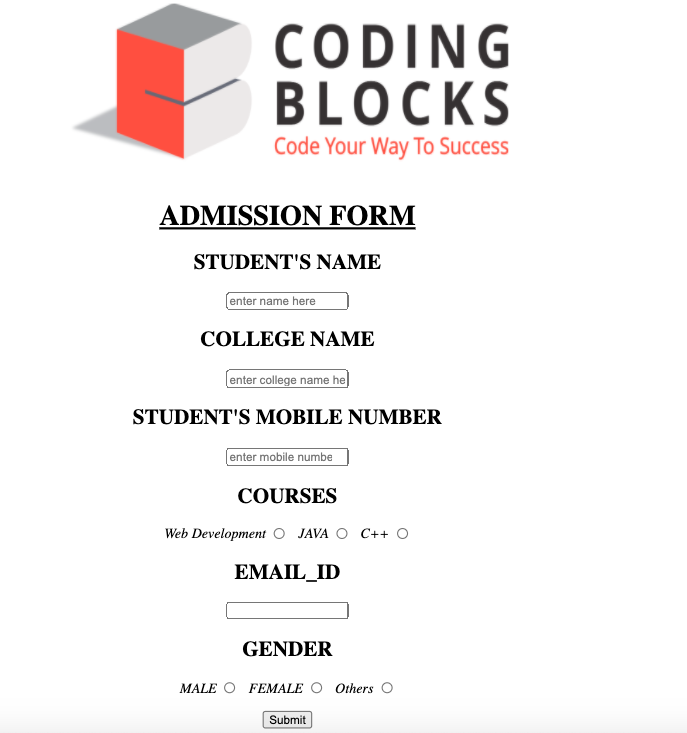 CODING
BLOCKS
Code Your Way To Success
ADMISSION FORM
STUDENT'S NAME
enter name here
COLLEGE NAME
enter college name he
STUDENT'S MOBILE NUMBER
enter mobile numbe
COURSES
Web Development JAVA C++
EMAIL_ID
GENDER
MALE FEMALE Others
Submit